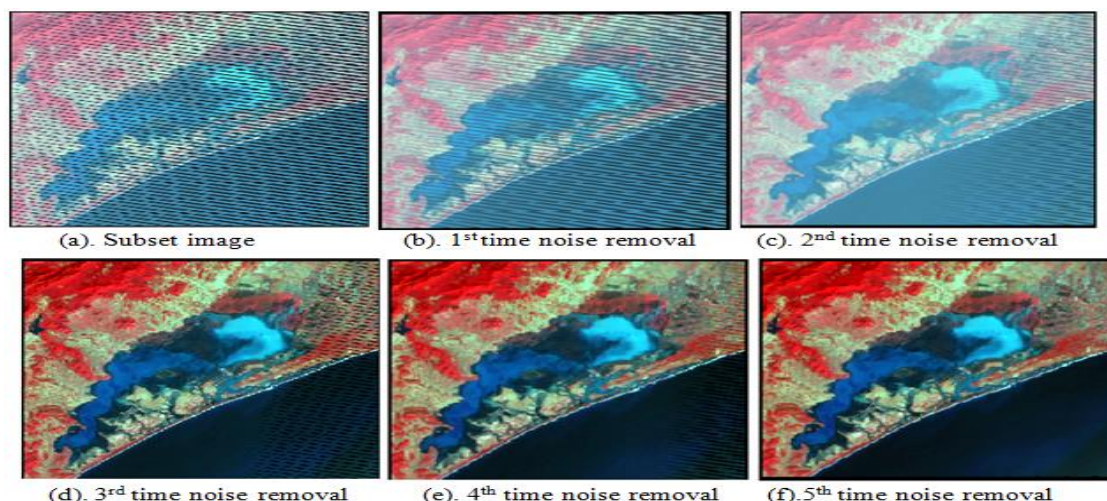 (a). Subset image
(b). 1st time noise removal
(c). 2nd time noise removal
(d). 3rd time noise removal
(e). 4th time noise removal
(f).5th time noise removal